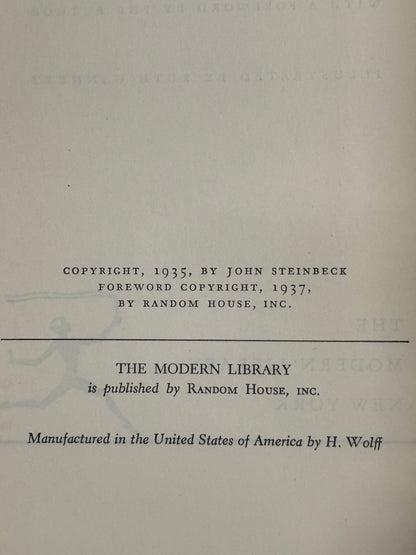 COPYRIGHT, 1935, BY JOHN STEINBECK
FOREWORD COPYRIGHT, 1937,
BY RANDOM HOUSE, INC.
THE MODERN LIBRARY
is published by RANDOM HOUSE, INC.
Manufactured in the United States of America by H. Wolff